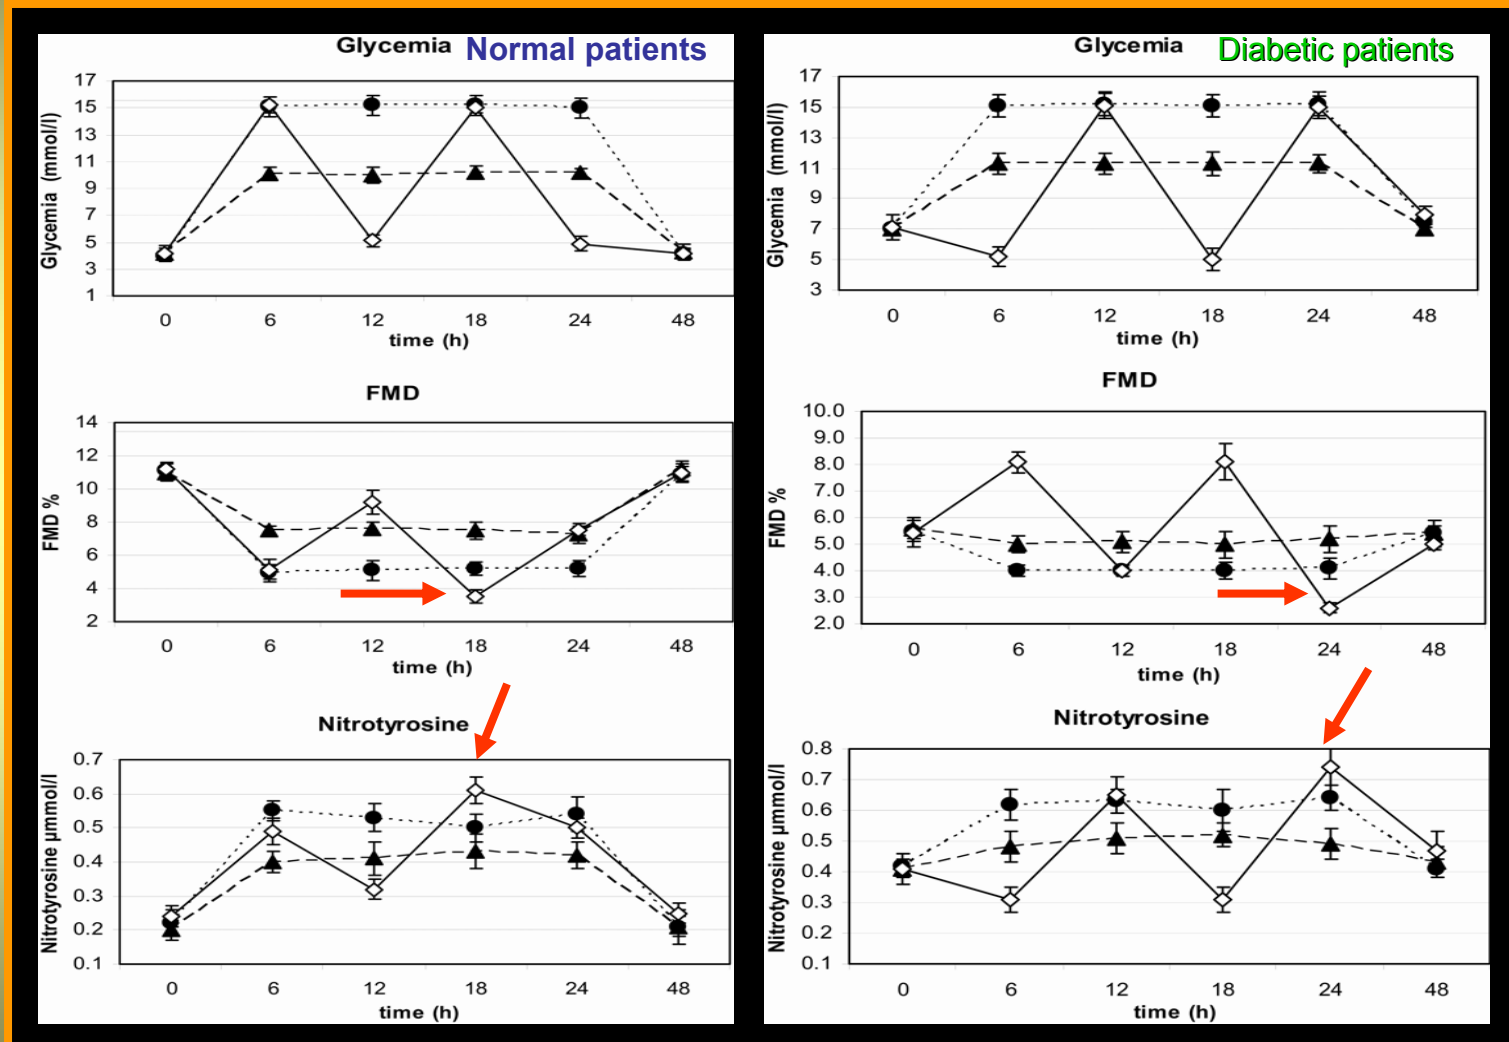 Glycemia Normal patients
17
15
13
11
9
7
5
3
1
Glycemia (mmol/l)
0 6 12 18 24 48
time (h)
FMD
14
12
10
8
6
4
2
FMD %
0 6 12 18 24 48
time (h)
Nitrotyrosine
0.7
0.6
0.5
0.4
0.3
0.2
0.1
Nitrotyrosine µmmol/l
0 6 12 18 24 48
time (h)
Glycemia Diabetic patients
17
15
13
11
9
7
5
3
Glycemia (mmol/l)
0 6 12 18 24 48
time (h)
FMD
10.0
9.0
8.0
7.0
6.0
5.0
4.0
3.0
2.0
FMD %
0 6 12 18 24 48
time (h)
Nitrotyrosine
0.8
0.7
0.6
0.5
0.4
0.3
0.2
0.1
Nitrotyrosine µmmol/l
0 6 12 18 24 48
time (h)